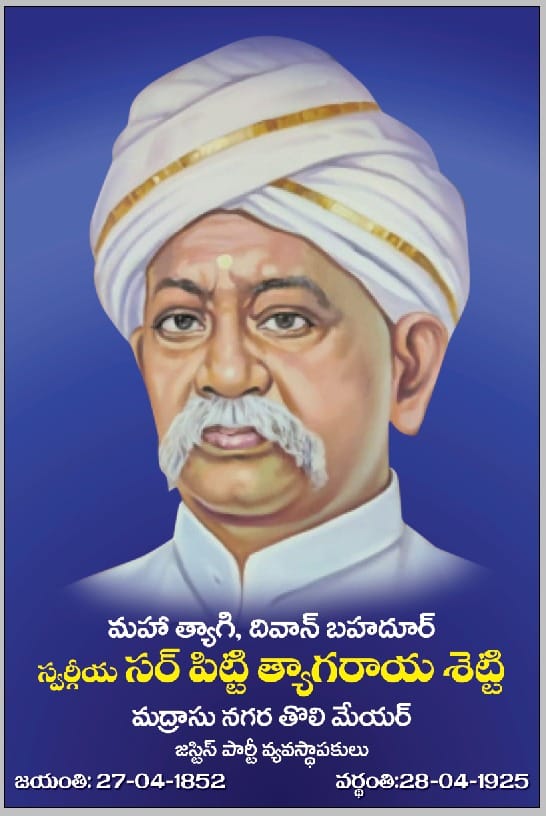 మహా త్యాగి, దివాన్ బహదూర్
స్వర్గీయ సర్ పిట్టి త్యాగరాయ శెట్టి
మద్రాసు నగర తొలి మేయర్
జస్టిస్ పార్టీ వ్యవస్థాపకులు
జయంతి: 27-04-1852 వర్థంతి:28-04-1925